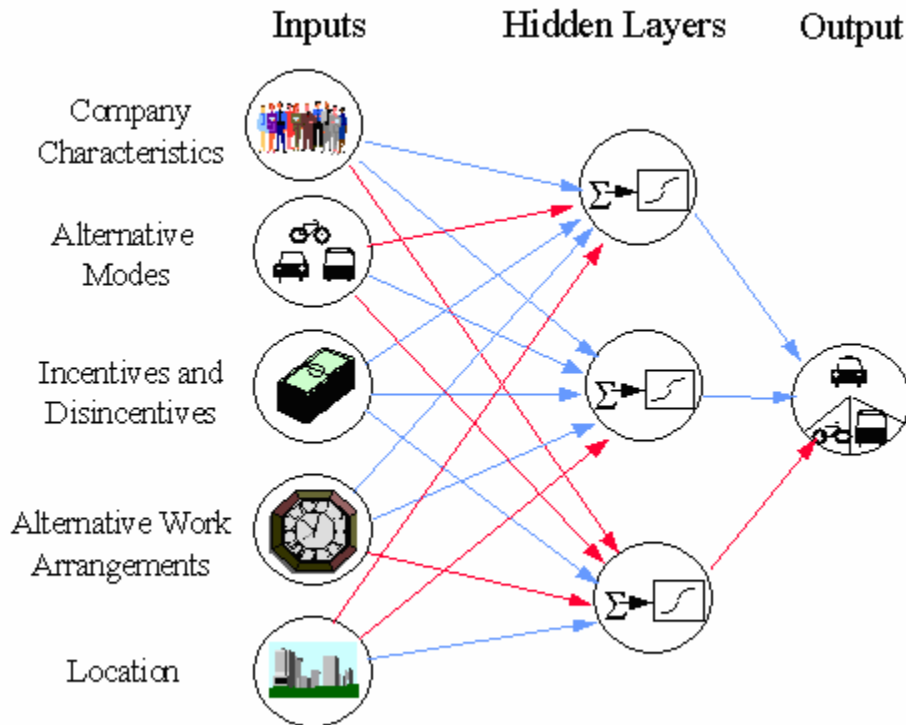 Inputs
Hidden Layers
Output
Company
Characteristics
Alternative
Modes
Incentives and
Disincentives
Alternative Work
Arrangements
Location
Σ
Σ
Σ